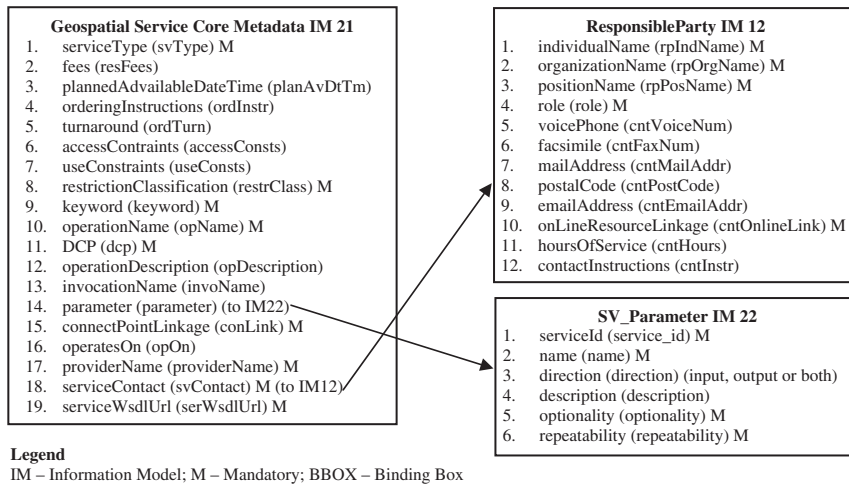 Geospatial Service Core Metadata IM 21
1. serviceType (svType) M
2. fees (resFees)
3. plannedAdvailableDateTime (planAvDtTm)
4. orderingInstructions (ordInstr)
5. turnaround (ordTurn)
6. accessContraints (accessConsts)
7. useConstraints (useConsts)
8. restrictionClassification (restrClass) M
9. keyword (keyword) M
10. operationName (opName) M
11. DCP (dcp) M
12. operationDescription (opDescription)
13. invocationName (invoName)
14. parameter (parameter) (to IM22)
15. connectPointLinkage (conLink) M
16. operatesOn (opOn)
17. providerName (providerName) M
18. serviceContact (svContact) M (to IM12)
19. serviceWsdlUrl (serWsdlUrl) M
ResponsibleParty IM 12
1. individualName (rpIndName) M
2. organizationName (rpOrgName) M
3. positionName (rpPosName) M
4. role (role) M
5. voicePhone (cntVoiceNum)
6. facsimile (cntFaxNum)
7. mailAddress (cntMailAddr)
8. postalCode (cntPostCode)
9. emailAddress (cntEmailAddr)
10. onLineResourceLinkage (cntOnlineLink) M
11. hoursOfService (cntHours)
12. contactInstructions (cntInstr)
SV_Parameter IM 22
1. serviceId (service_id) M
2. name (name) M
3. direction (direction) (input, output or both)
4. description (description)
5. optionality (optionality) M
6. repeatability (repeatability) M
Legend
IM – Information Model; M – Mandatory; BBOX – Binding Box